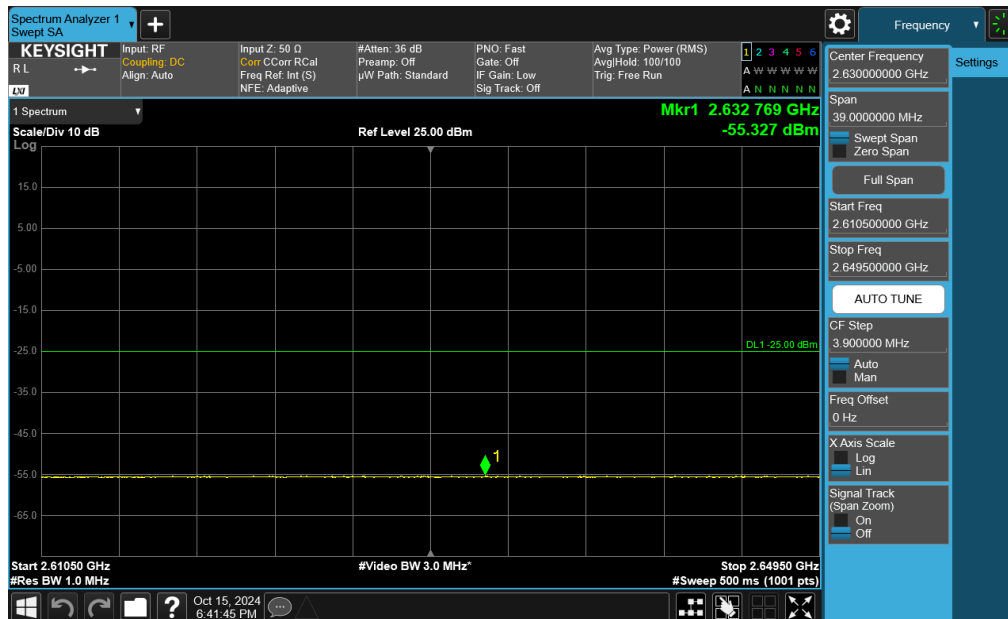 Spectrum Analyzer 1
Swept SA
Frequency
KEYSIGHT
R L
LXI
Input: RF
Coupling: DC
Align: Auto
Input Z: 50 Ω
Corr CCorr RCal
Freq Ref: Int (S)
NFE: Adaptive
#Atten: 36 dB
Preamp: Off
µW Path: Standard
PNO: Fast
Gate: Off
IF Gain: Low
Sig Track: Off
Avg Type: Power (RMS)
Avg|Hold: 100/100
Trig: Free Run
1 2 3 4 5 6
A W W W W W
A N N N N N
1 Spectrum
Scale/Div 10 dB
Log
Ref Level 25.00 dBm
Mkr1 2.632 769 GHz
-55.327 dBm
15.0
5.00
-5.00
-15.0
-25.0
-35.0
-45.0
-55.0
-65.0
DL1 -25.00 dBm
1
Start 2.61050 GHz
#Res BW 1.0 MHz
#Video BW 3.0 MHz*
Stop 2.64950 GHz
#Sweep 500 ms (1001 pts)
Center Frequency
2.630000000 GHz
Span
39.0000000 MHz
Swept Span
Zero Span
Full Span
Start Freq
2.610500000 GHz
Stop Freq
2.649500000 GHz
AUTO TUNE
CF Step
3.900000 MHz
Auto
Man
Freq Offset
0 Hz
X Axis Scale
Log
Lin
Signal Track
(Span Zoom)
On
Off
Settings
?
Oct 15, 2024
6:41:45 PM